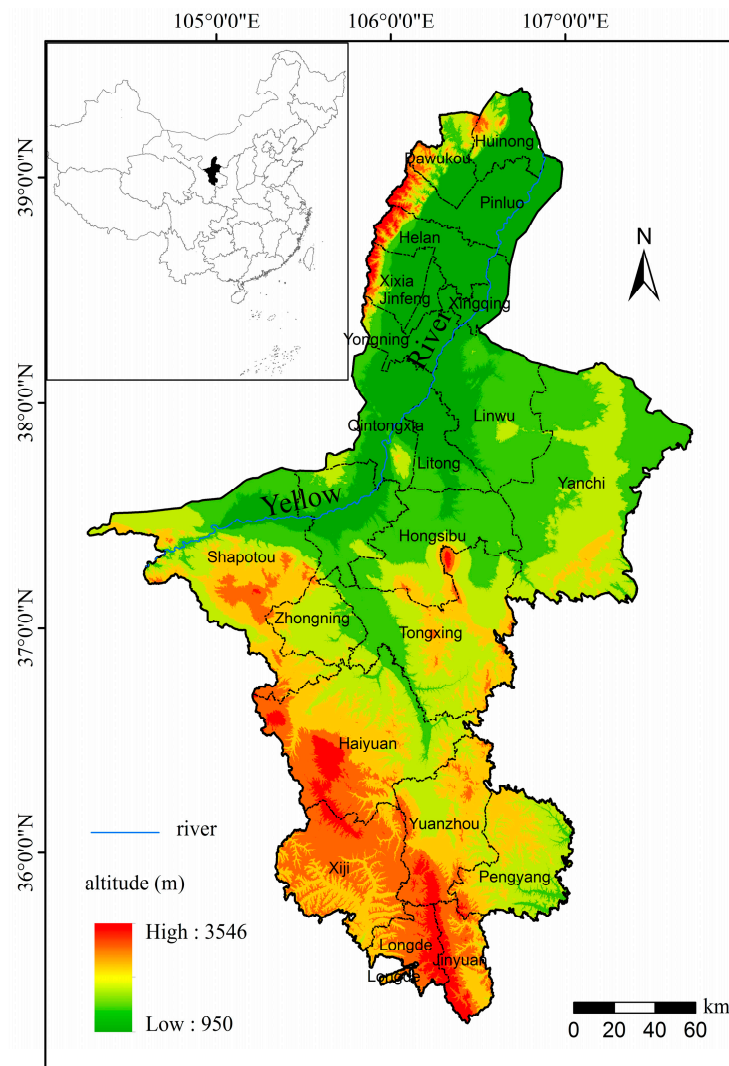 105°0'0"E 106°0'0"E 107°0'0"E
39°0'0"N
38°0'0"N
37°0'0"N
36°0'0"N
N
Huinong
Dawukou
Pinluo
Helan
Xixia
Jinfeng
Xingqing
Yongning
River
Qintongxia
Linwu
Litong
Yanchi
Yellow
Hongsibu
Shapotou
Zhongning
Tongxing
Haiyuan
Yuanzhou
Xiji
Pengyang
Longde
Jinyuan
Longde
river
altitude (m)
High : 3546
Low : 950
km
0 20 40 60